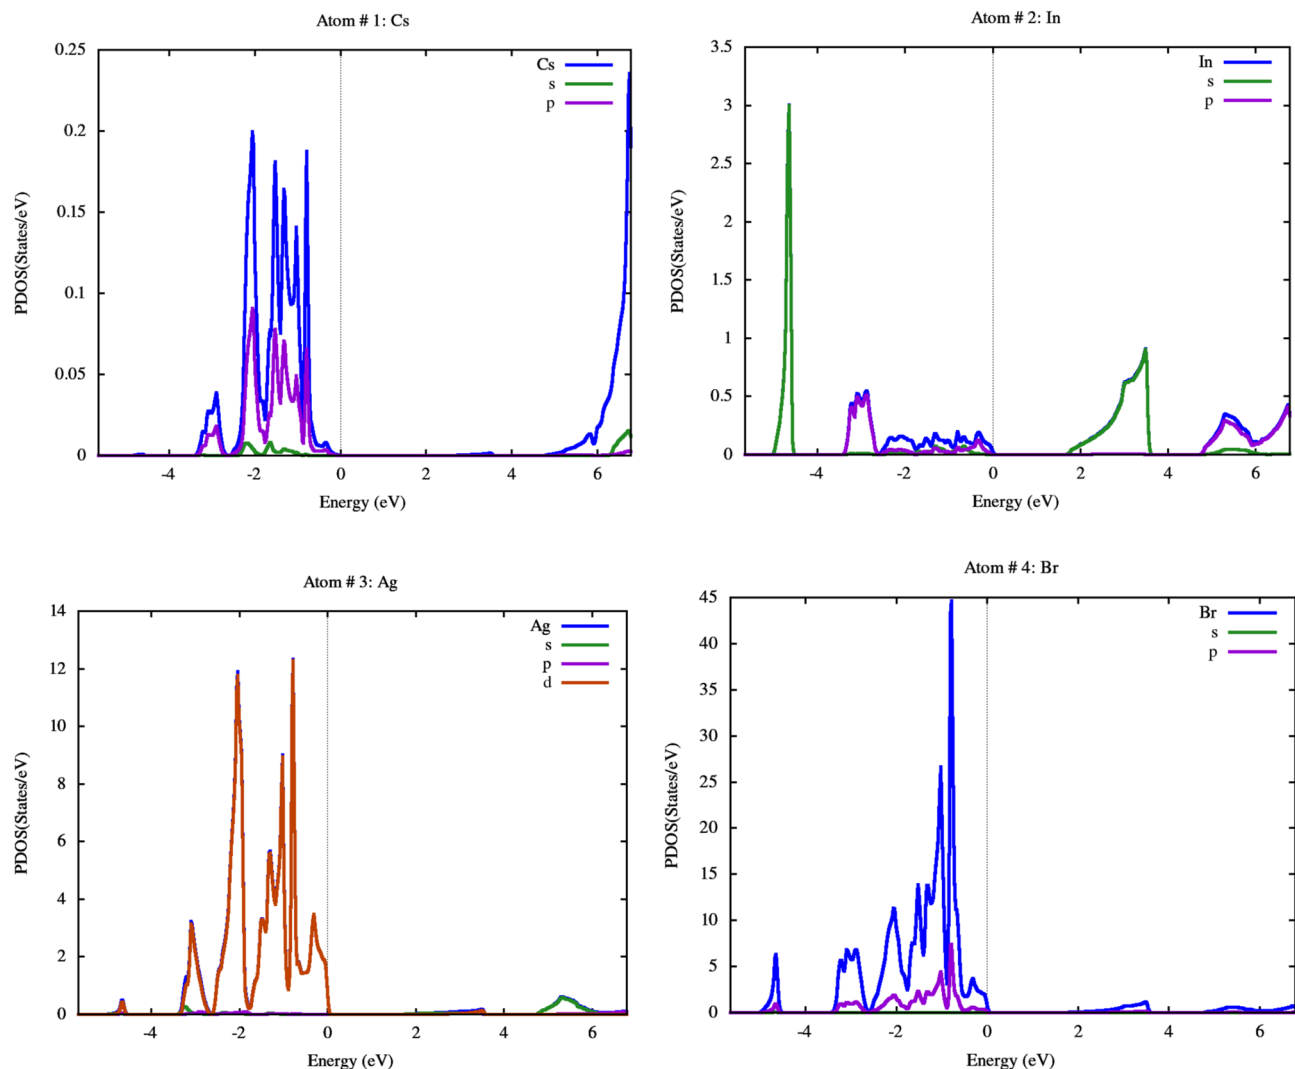 Atom # 1: Cs
0.25
0.2
0.15
0.1
0.05
0
PDOS(States/eV)
Cs
s
p
-4
-2
0
2
4
6
Energy (eV)
Atom # 2: In
3.5
3
2.5
2
1.5
1
0.5
0
PDOS(States/eV)
In
s
p
-4
-2
0
2
4
6
Energy (eV)
Atom # 3: Ag
14
12
10
8
6
4
2
0
PDOS(States/eV)
Ag
s
p
d
-4
-2
0
2
4
6
Energy (eV)
Atom # 4: Br
45
40
35
30
25
20
15
10
5
0
PDOS(States/eV)
Br
s
p
-4
-2
0
2
4
6
Energy (eV)